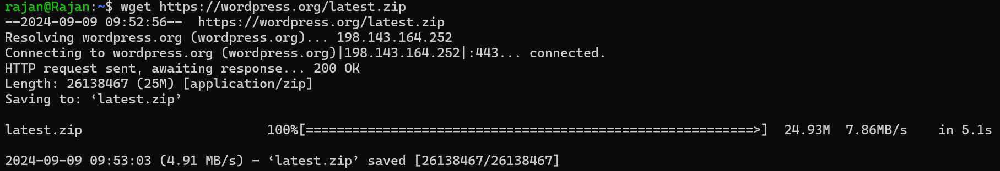 rajan@Rajan:~$ wget https://wordpress.org/latest.zip
--2024-09-09 09:52:56--  https://wordpress.org/latest.zip
Resolving wordpress.org (wordpress.org)... 198.143.164.252
Connecting to wordpress.org (wordpress.org)|198.143.164.252|:443... connected.
HTTP request sent, awaiting response... 200 OK
Length: 26138467 (25M) [application/zip]
Saving to: ‘latest.zip’
latest.zip                        100%[==========================================================>]  24.93M  7.86MB/s    in 5.1s
2024-09-09 09:53:03 (4.91 MB/s) - ‘latest.zip’ saved [26138467/26138467]